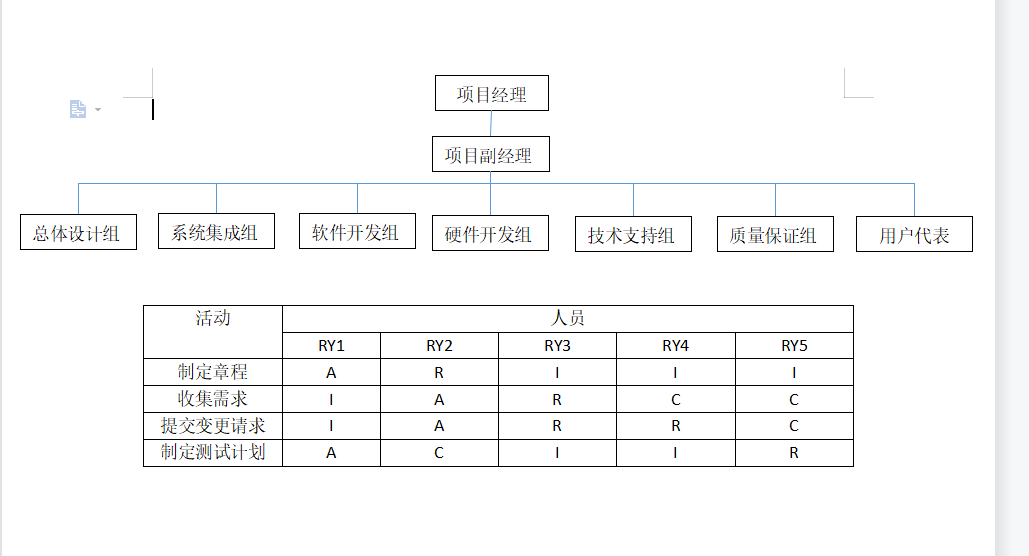 项目经理
项目副经理
总体设计组 系统集成组 软件开发组 硬件开发组 技术支持组 质量保证组 用户代表
活动 人员
RY1 RY2 RY3 RY4 RY5
制定章程 A R I I I
收集需求 I A R C C
提交变更请求 I A R R C
制定测试计划 A C I I R